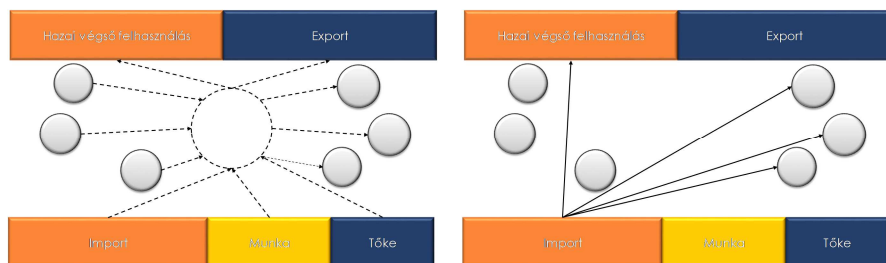 Hazai végső felhasználás
Export
Hazai végső felhasználás
Export
Import
Munka
Tőke
Import
Munka
Tőke